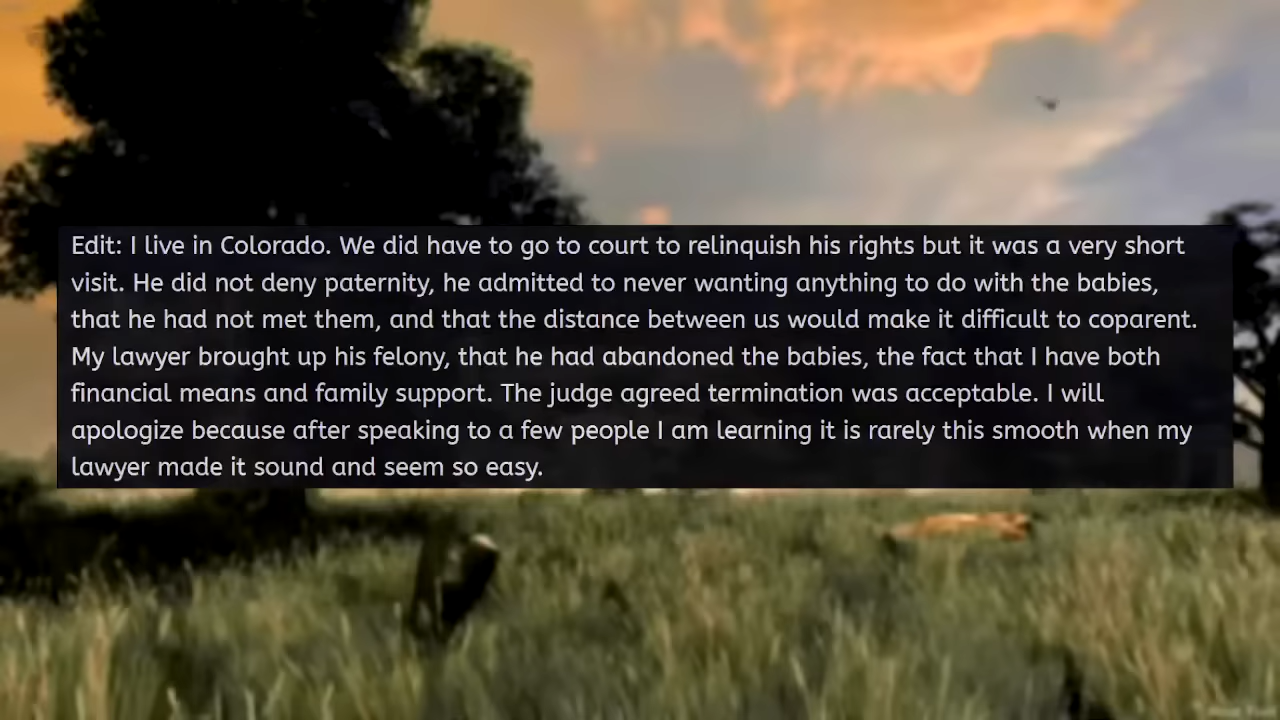 Edit: I live in Colorado. We did have to go to court to relinquish his rights but it was a very short
visit. He did not deny paternity, he admitted to never wanting anything to do with the babies,
that he had not met them, and that the distance between us would make it difficult to coparent.
My lawyer brought up his felony, that he had abandoned the babies, the fact that I have both
financial means and family support. The judge agreed termination was acceptable. I will
apologize because after speaking to a few people I am learning it is rarely this smooth when my
lawyer made it sound and seem so easy.